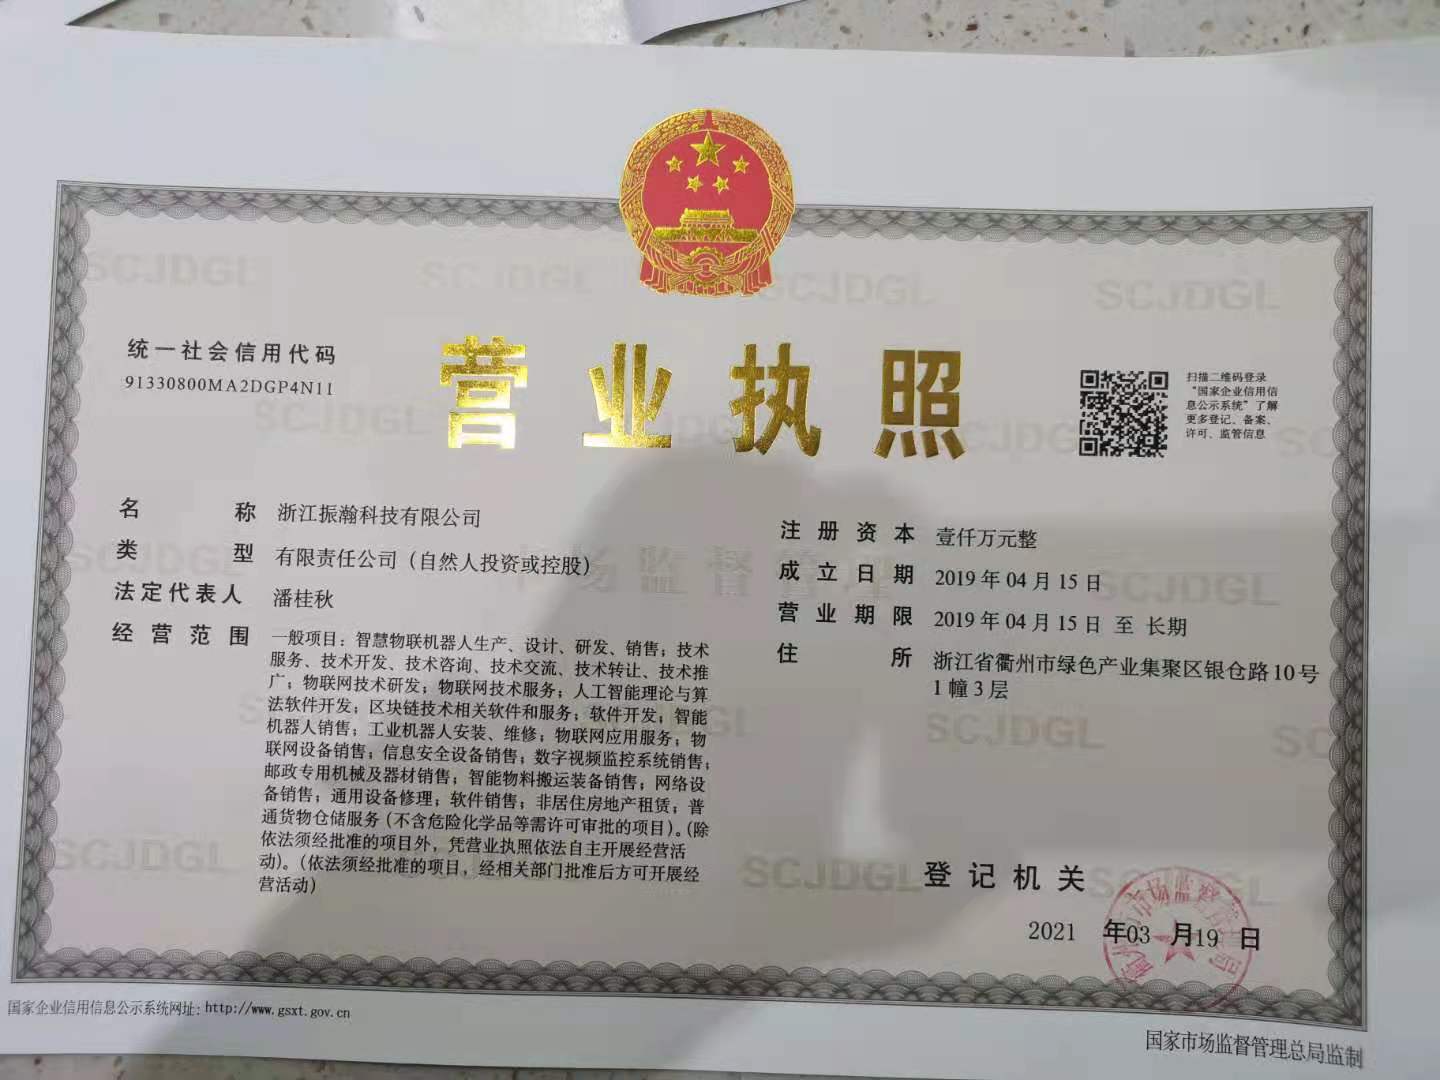 统一社会信用代码
91330800MA2DGP4N11
营业执照
扫描二维码登录
“国家企业信用信
息公示系统”了解
更多登记、备案、
许可、监管信息
名称 浙江振瀚科技有限公司
类型 有限责任公司（自然人投资或控股）
法定代表人 潘桂秋
经营范围 一般项目：智慧物联机器人生产、设计、研发、销售；技术
服务、技术开发、技术咨询、技术交流、技术转让、技术推
广；物联网技术研发；物联网技术服务；人工智能理论与算
法软件开发；区块链技术相关软件和服务；软件开发；智能
机器人销售；工业机器人安装、维修；物联网应用服务；物
联网设备销售；信息安全设备销售；数字视频监控系统销售；
邮政专用机械及器材销售；智能物料搬运装备销售；网络设
备销售；通用设备修理；软件销售；非居住房地产租赁；普
通货物仓储服务（不含危险化学品等需许可审批的项目）。（除
依法须经批准的项目外，凭营业执照依法自主开展经营活
动）。（依法须经批准的项目，经相关部门批准后方可开展经
营活动）
注册资本 壹仟万元整
成立日期 2019年04月15日
营业期限 2019年04月15日 至 长期
住所 浙江省衢州市绿色产业集聚区银仓路10号
1幢3层
登记机关
2021年03月19日
国家企业信用信息公示系统网址：http://www.gsxt.gov.cn
国家市场监督管理总局监制